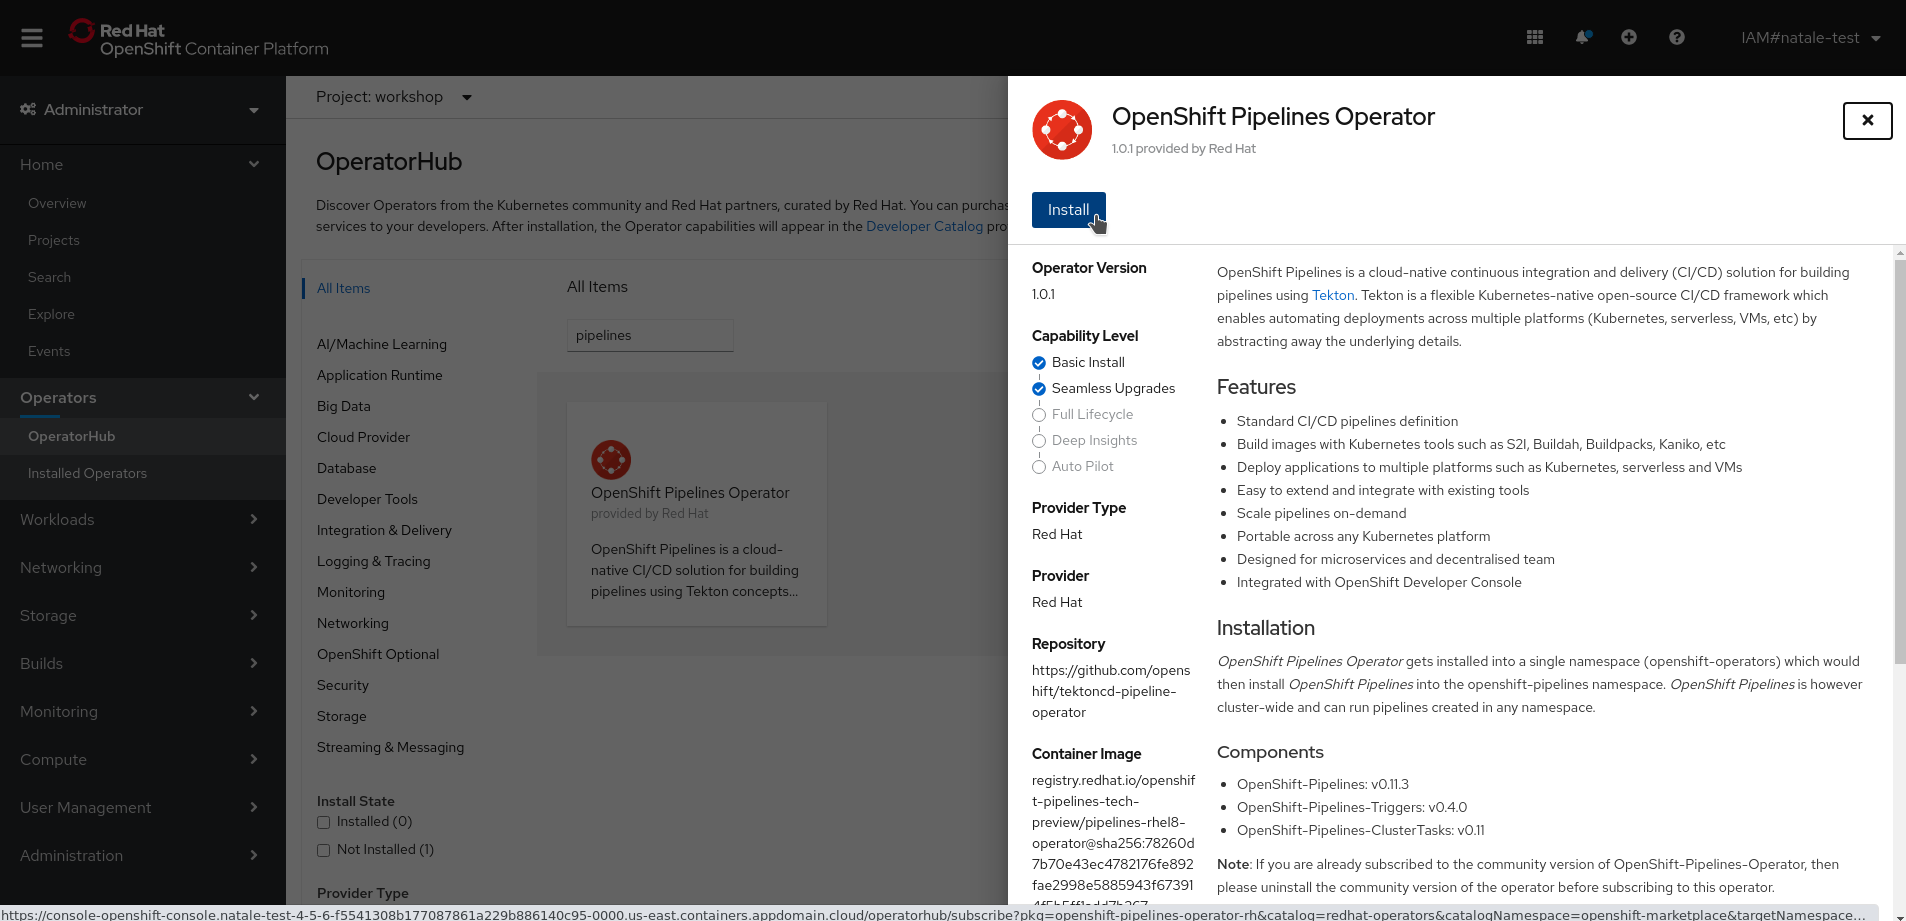 Red Hat
OpenShift Container Platform
IAM#natale-test
Administrator
Home
Overview
Projects
Search
Explore
Events
Operators
OperatorHub
Installed Operators
Workloads
Networking
Storage
Builds
Monitoring
Compute
User Management
Administration
Project: workshop
OperatorHub
Discover Operators from the Kubernetes community and Red Hat partners, curated by Red Hat. You can purchas
services to your developers. After installation, the Operator capabilities will appear in the Developer Catalog pro
All Items
AI/Machine Learning
Application Runtime
Big Data
Cloud Provider
Database
Developer Tools
Integration & Delivery
Logging & Tracing
Monitoring
Networking
OpenShift Optional
Security
Storage
Streaming & Messaging
Install State
Installed (0)
Not Installed (1)
Provider Type
All Items
pipelines
OpenShift Pipelines Operator
provided by Red Hat
OpenShift Pipelines is a cloud-
native CI/CD solution for building
pipelines using Tekton concepts...
OpenShift Pipelines Operator
1.0.1 provided by Red Hat
Install
Operator Version
1.0.1
Capability Level
Basic Install
Seamless Upgrades
Full Lifecycle
Deep Insights
Auto Pilot
Provider Type
Red Hat
Provider
Red Hat
Repository
https://github.com/opens
hift/tektoncd-pipeline-
operator
Container Image
registry.redhat.io/openshif
t-pipelines-tech-
preview/pipelines-rhel8-
operator@sha256:78260d
7b70e43ec4782176fe892
fae2998e5885943f67391
OpenShift Pipelines is a cloud-native continuous integration and delivery (CI/CD) solution for building
pipelines using Tekton. Tekton is a flexible Kubernetes-native open-source CI/CD framework which
enables automating deployments across multiple platforms (Kubernetes, serverless, VMs, etc) by
abstracting away the underlying details.
Features
Standard CI/CD pipelines definition
Build images with Kubernetes tools such as S2I, Buildah, Buildpacks, Kaniko, etc
Deploy applications to multiple platforms such as Kubernetes, serverless and VMs
Easy to extend and integrate with existing tools
Scale pipelines on-demand
Portable across any Kubernetes platform
Designed for microservices and decentralised team
Integrated with OpenShift Developer Console
Installation
OpenShift Pipelines Operator gets installed into a single namespace (openshift-operators) which would
then install OpenShift Pipelines into the openshift-pipelines namespace. OpenShift Pipelines is however
cluster-wide and can run pipelines created in any namespace.
Components
OpenShift-Pipelines: v0.11.3
OpenShift-Pipelines-Triggers: v0.4.0
OpenShift-Pipelines-ClusterTasks: v0.11
Note: If you are already subscribed to the community version of OpenShift-Pipelines-Operator, then
please uninstall the community version of the operator before subscribing to this operator.
https://console-openshift-console.natale-test-4-5-6-f5541308b177087861a229b886140c95-0000.us-east.containers.appdomain.cloud/operatorhub/subscribe?pkg=openshift-pipelines-operator-rh&catalog=redhat-operators&catalogNamespace=openshift-marketplace&targetNamespace...